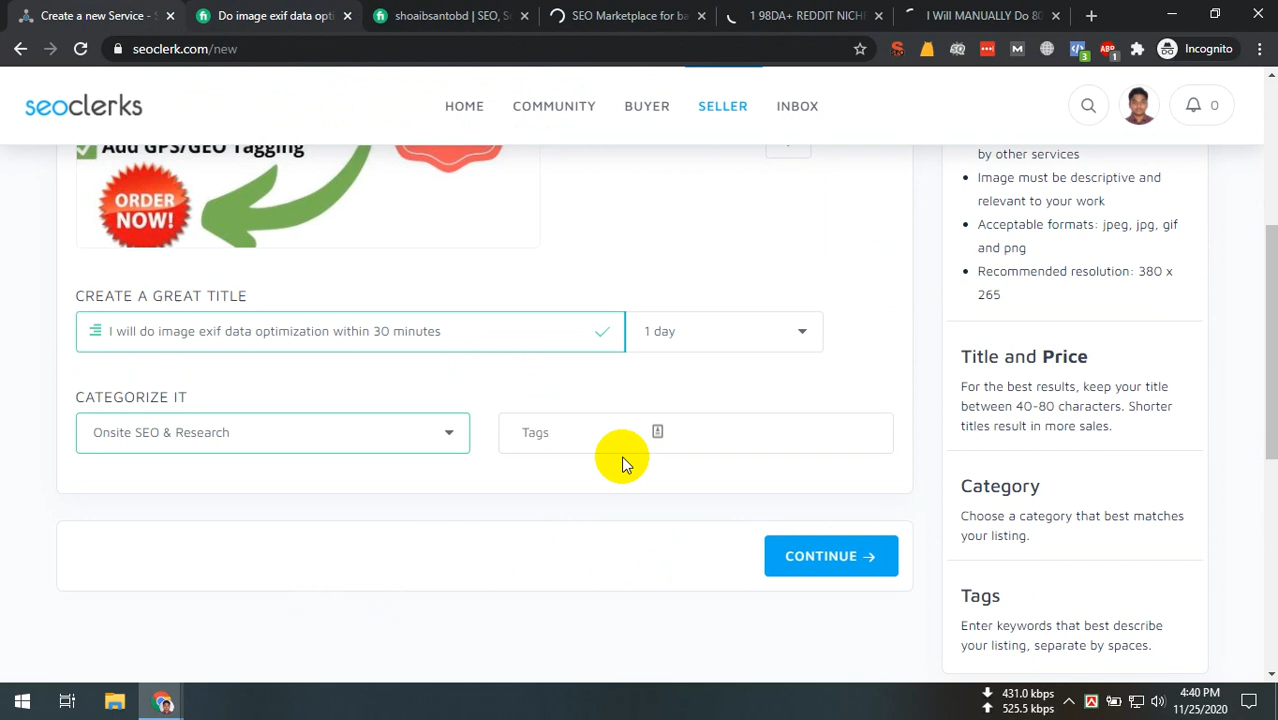 Create a new Service - S
Do image exif data opti
shoaibsantobd | SEO, S
SEO Marketplace for ba
1 98DA+ REDDIT NICH
I Will MANUALLY Do 80
seoclerk.com/new
3
ABP
1
Incognito
seoclerks
HOME
COMMUNITY
BUYER
SELLER
INBOX
0
Add GPS/GEO Tagging
ORDER
NOW!
by other services
Image must be descriptive and
relevant to your work
Acceptable formats: jpeg, jpg, gif
and png
Recommended resolution: 380 x
265
CREATE A GREAT TITLE
I will do image exif data optimization within 30 minutes
1 day
CATEGORIZE IT
Onsite SEO & Research
Tags
CONTINUE →
Title and Price
For the best results, keep your title
between 40-80 characters. Shorter
titles result in more sales.
Category
Choose a category that best matches
your listing.
Tags
Enter keywords that best describe
your listing, separate by spaces.
431.0 kbps
525.5 kbps
4:40 PM
11/25/2020